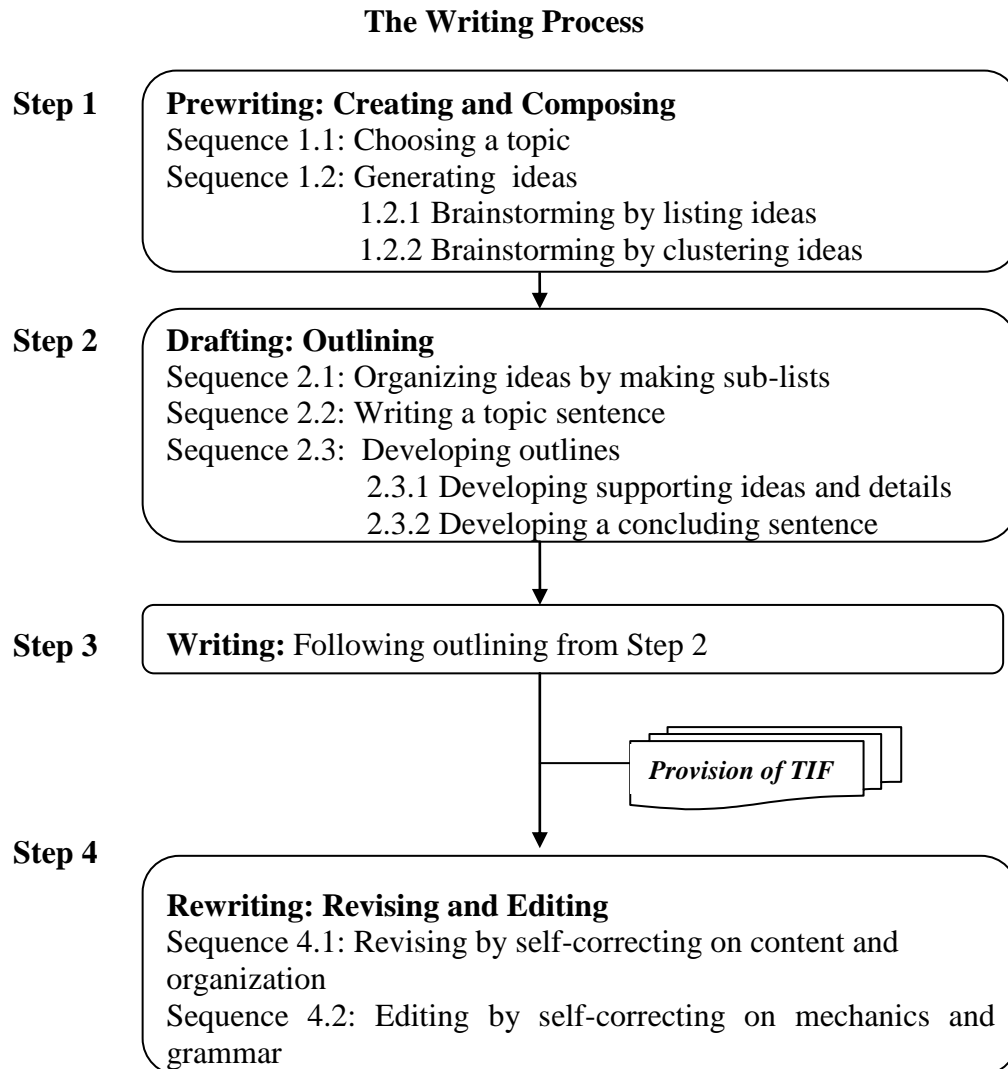 The Writing Process
Step 1
Prewriting: Creating and Composing
Sequence 1.1: Choosing a topic
Sequence 1.2: Generating ideas
1.2.1 Brainstorming by listing ideas
1.2.2 Brainstorming by clustering ideas
Step 2
Drafting: Outlining
Sequence 2.1: Organizing ideas by making sub-lists
Sequence 2.2: Writing a topic sentence
Sequence 2.3: Developing outlines
2.3.1 Developing supporting ideas and details
2.3.2 Developing a concluding sentence
Step 3
Writing: Following outlining from Step 2
Provision of TIF
Step 4
Rewriting: Revising and Editing
Sequence 4.1: Revising by self-correcting on content and
organization
Sequence 4.2: Editing by self-correcting on mechanics and
grammar